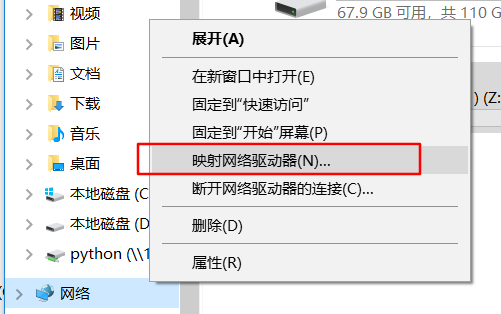 视频
图片
文档
下载
音乐
桌面
本地磁盘 (C
本地磁盘 (D
python (\\1
网络
67.9 GB 可用，共 110 G
) (Z:
展开(A)
在新窗口中打开(E)
固定到"快速访问"
固定到"开始"屏幕(P)
映射网络驱动器(N)...
断开网络驱动器的连接(C)...
删除(D)
属性(R)